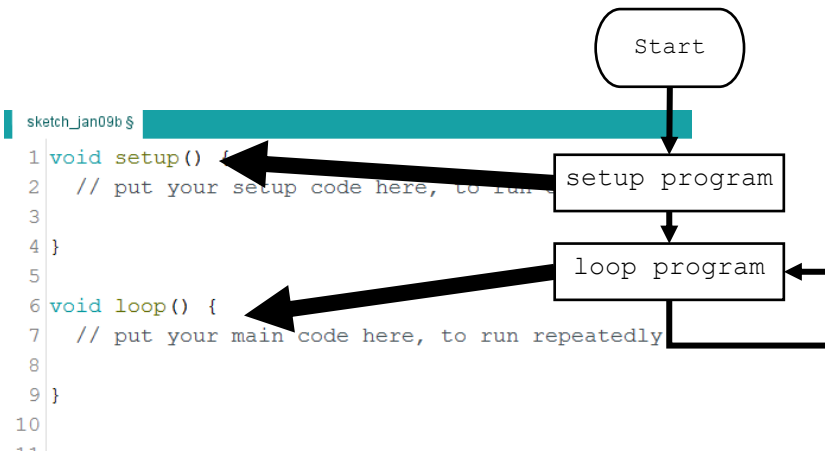 Start
sketch_jan09b §
1 void setup() {
2 // put your setup code here, to run
setup program
3
4 }
loop program
5
6 void loop() {
7 // put your main code here, to run repeatedly
8
9 }
10